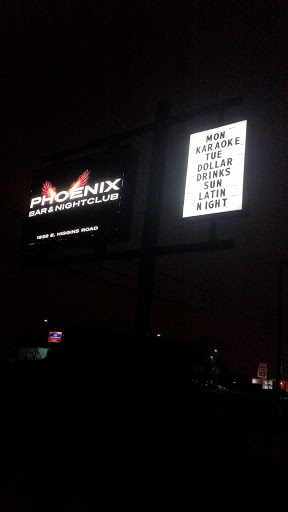 PHOENIX
BAR & NIGHTCLUB
1932 E. HIGGINS ROAD
MON
KARAOKE
TUE
DOLLAR
DRINKS
SUN
LATIN
NIGHT